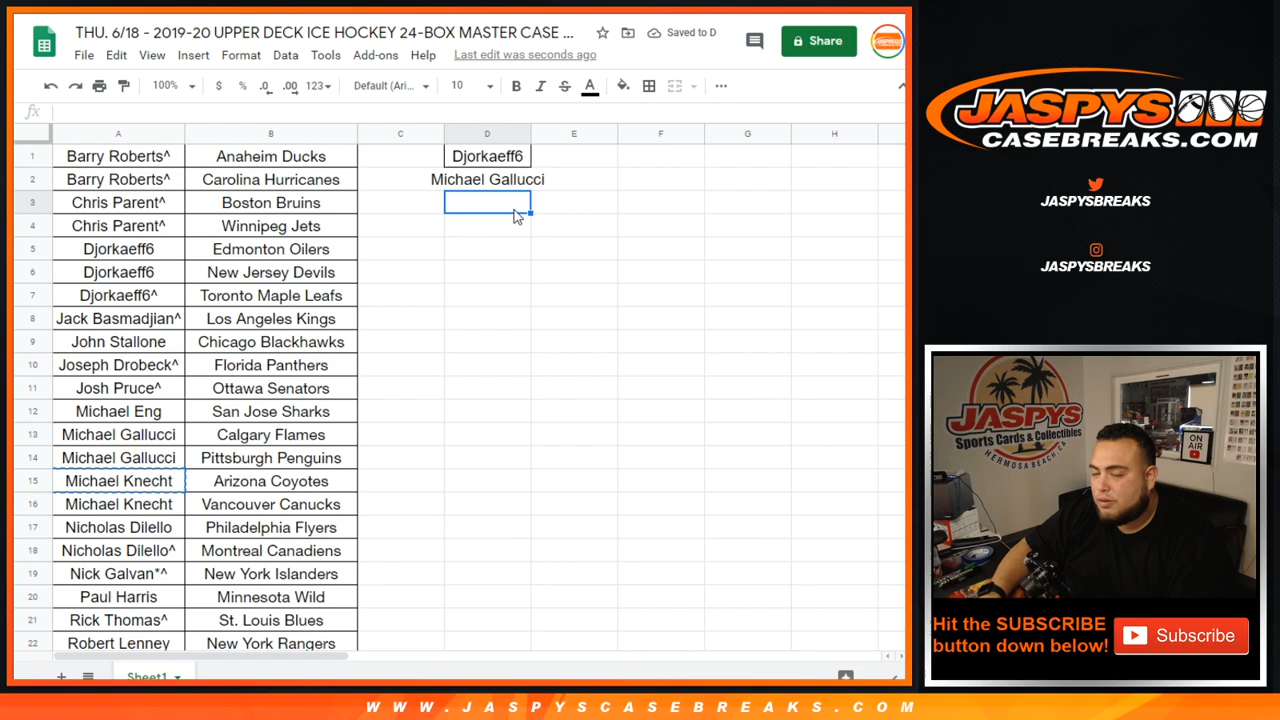 THU. 6/18 - 2019-20 UPPER DECK ICE HOCKEY 24-BOX MASTER CASE ...
Saved to D
Share
File Edit View Insert Format Data Tools Add-ons Help Last edit was seconds ago
100% $ % .0 .00 123 Default (Ari... 10 B I S A ...
fx
A B C D E F G H
1 Barry Roberts^ Anaheim Ducks Djorkaeff6
2 Barry Roberts^ Carolina Hurricanes Michael Gallucci
3 Chris Parent^ Boston Bruins
4 Chris Parent^ Winnipeg Jets
5 Djorkaeff6 Edmonton Oilers
6 Djorkaeff6 New Jersey Devils
7 Djorkaeff6^ Toronto Maple Leafs
8 Jack Basmadjian^ Los Angeles Kings
9 John Stallone Chicago Blackhawks
10 Joseph Drobeck^ Florida Panthers
11 Josh Pruce^ Ottawa Senators
12 Michael Eng San Jose Sharks
13 Michael Gallucci Calgary Flames
14 Michael Gallucci Pittsburgh Penguins
15 Michael Knecht Arizona Coyotes
16 Michael Knecht Vancouver Canucks
17 Nicholas Dilello Philadelphia Flyers
18 Nicholas Dilello^ Montreal Canadiens
19 Nick Galvan*^ New York Islanders
20 Paul Harris Minnesota Wild
21 Rick Thomas^ St. Louis Blues
22 Robert Lenney New York Rangers
Sheet1
JASPYS
CASEBREAKS.COM
JASPYSBREAKS
JASPYSBREAKS
JASPYS
Sports Cards & Collectibles
HERMOSA BEACH, CA
ON AIR
Hit the SUBSCRIBE
button down below!
Subscribe
WWW.JASPYSCASEBREAKS.COM